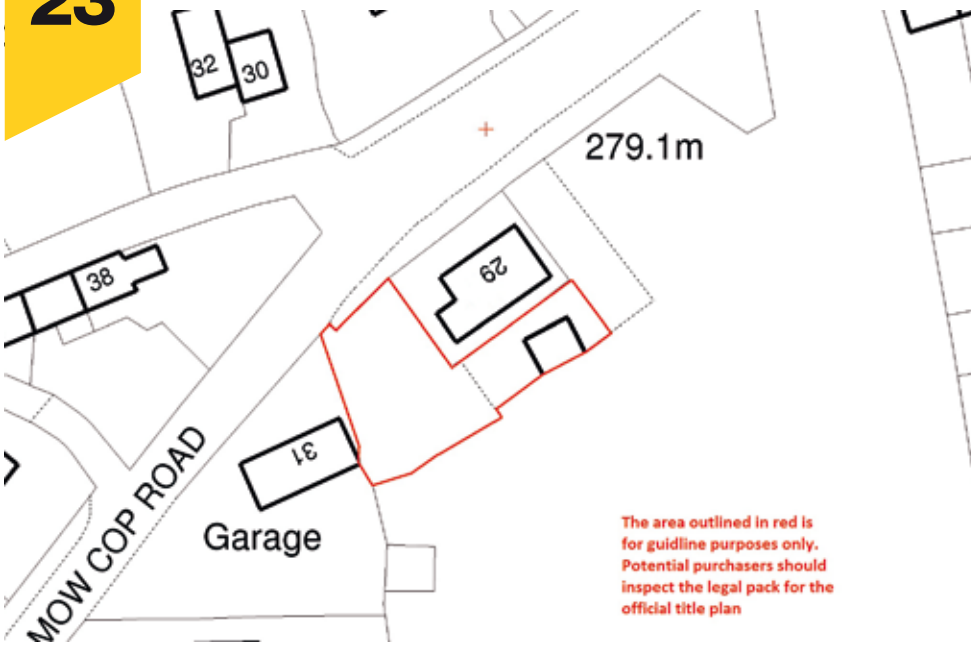 23
32
30
279.1m
29
38
31
MOW COP ROAD
Garage
The area outlined in red is
for guidline purposes only.
Potential purchasers should
inspect the legal pack for the
official title plan